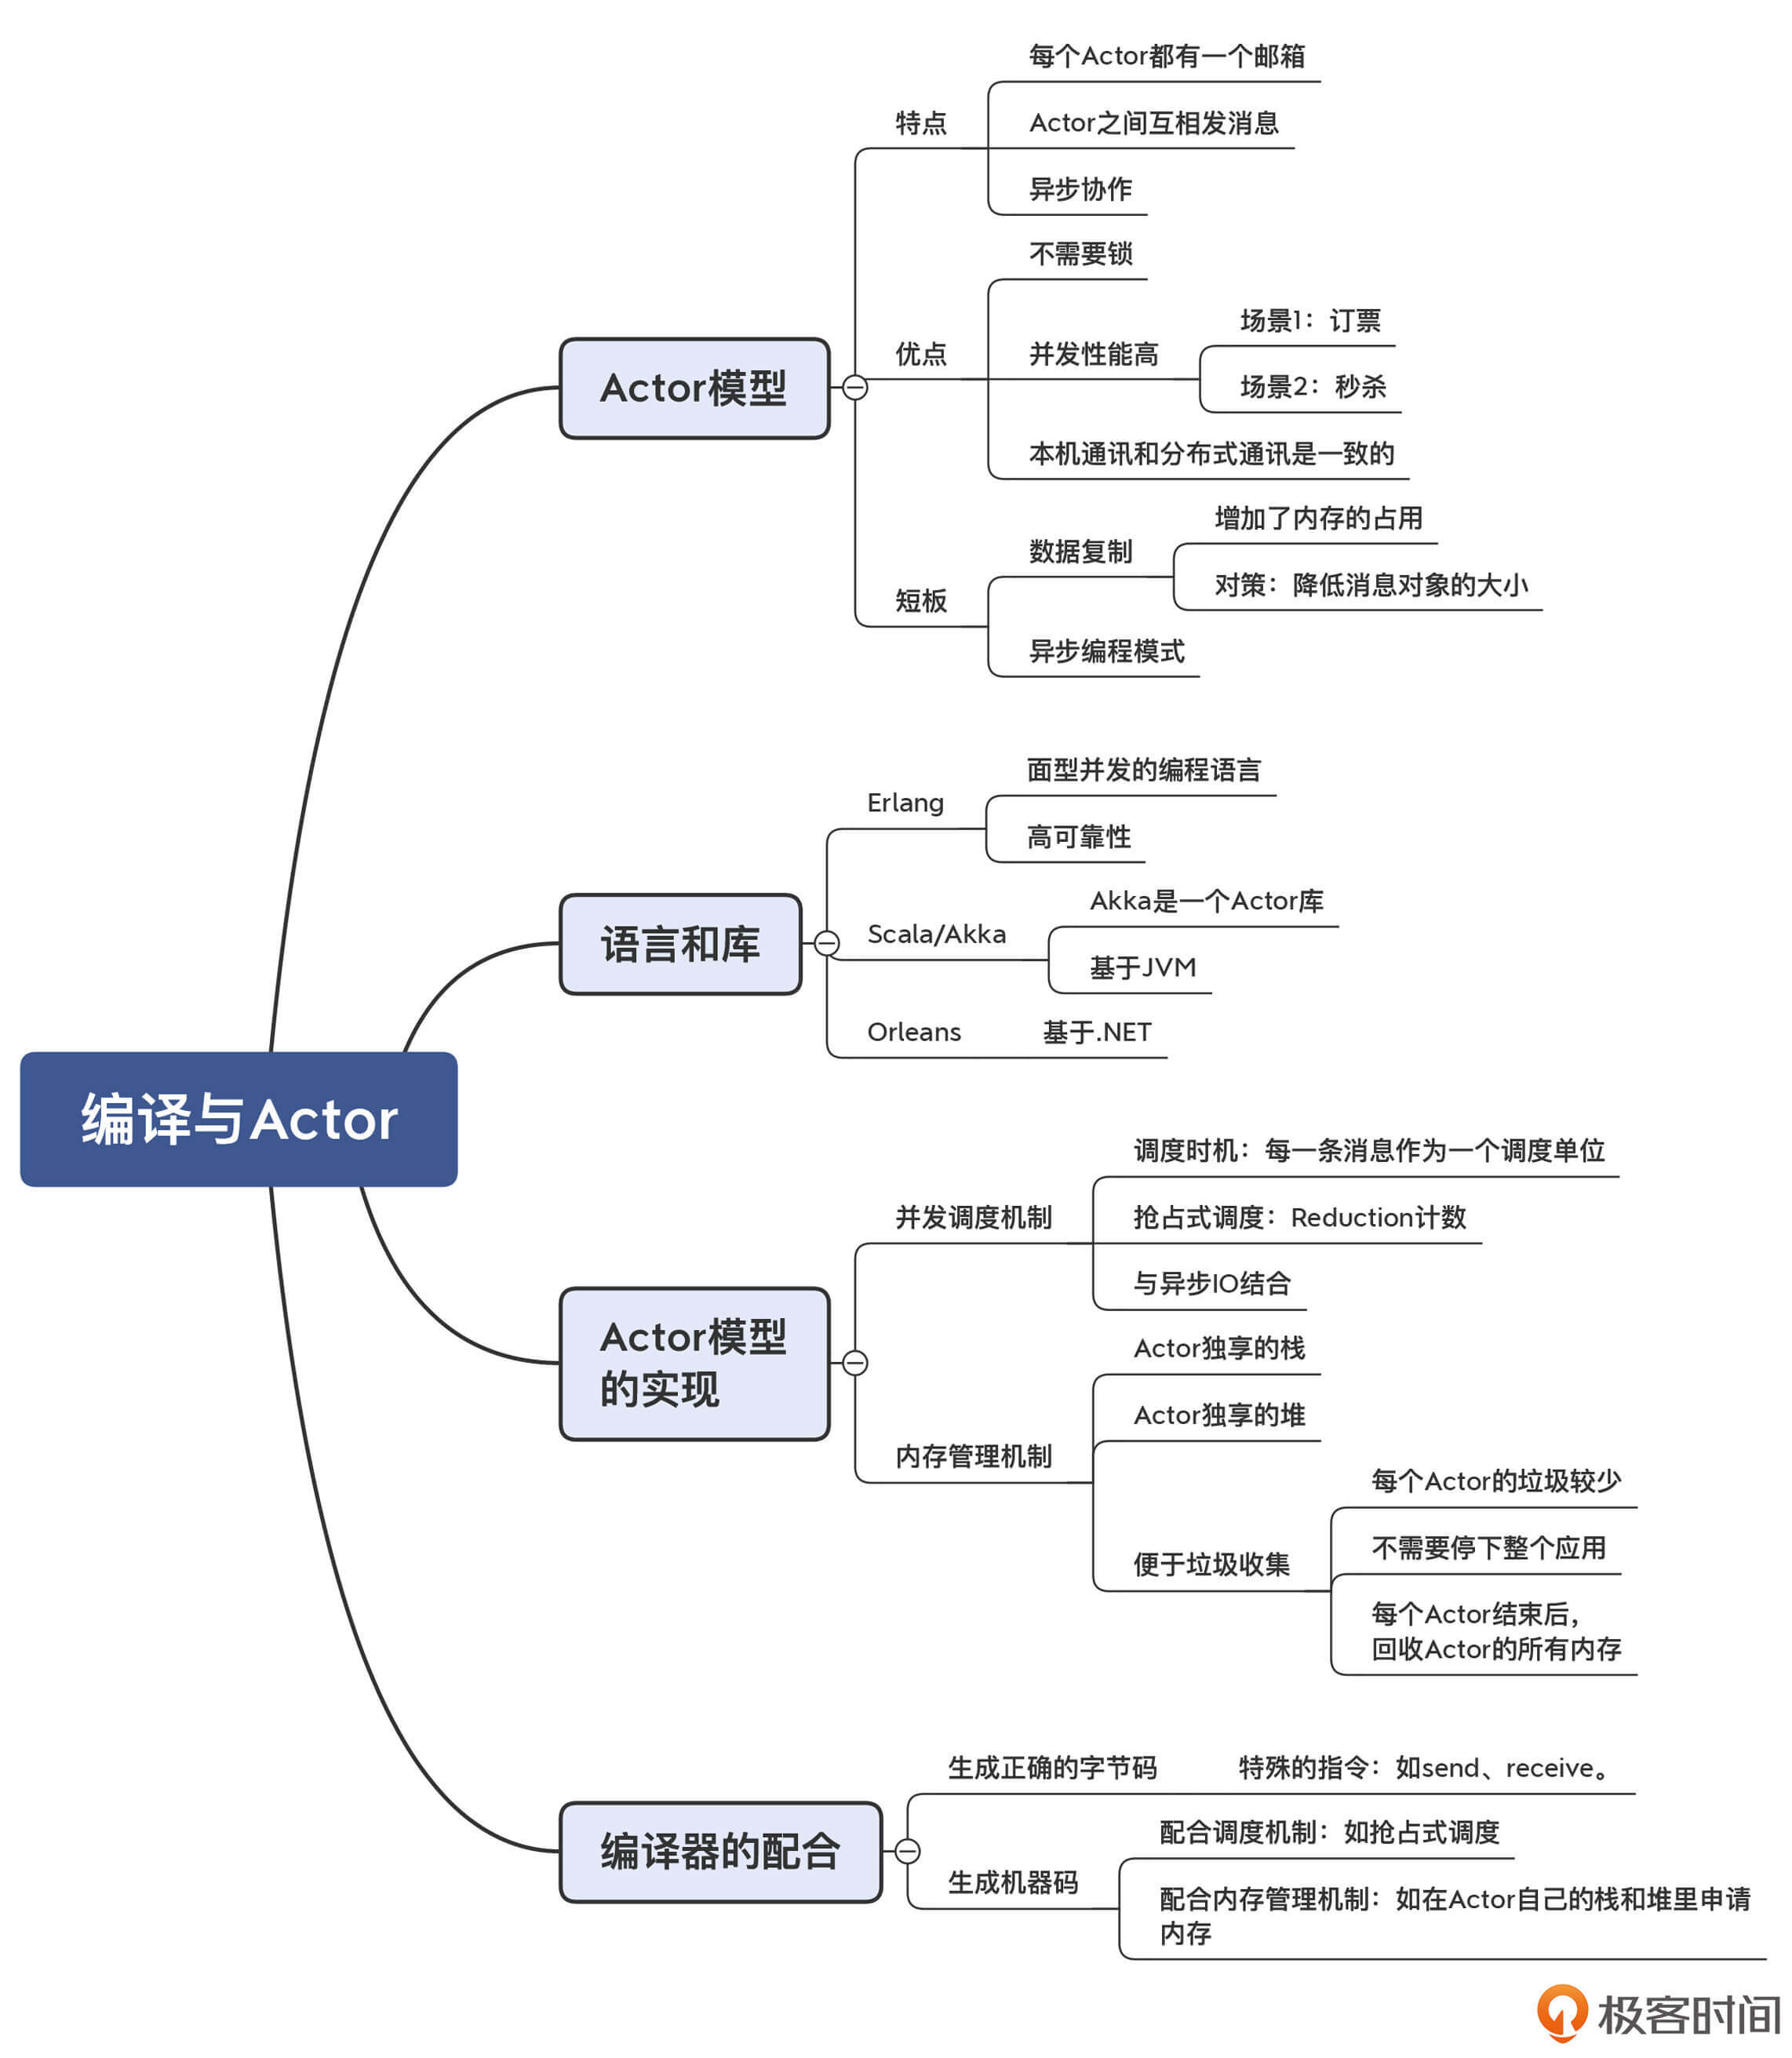 编译与Actor
Actor模型
特点
每个Actor都有一个邮箱
Actor之间互相发消息
异步协作
优点
不需要锁
并发性能高
场景1：订票
场景2：秒杀
本机通讯和分布式通讯是一致的
短板
数据复制
增加了内存的占用
对策：降低消息对象的大小
异步编程模式
语言和库
Erlang
面型并发的编程语言
高可靠性
Scala/Akka
Akka是一个Actor库
基于JVM
Orleans
基于.NET
Actor模型
的实现
并发调度机制
调度时机：每一条消息作为一个调度单位
抢占式调度：Reduction计数
与异步IO结合
内存管理机制
Actor独享的栈
Actor独享的堆
便于垃圾收集
每个Actor的垃圾较少
不需要停下整个应用
每个Actor结束后，
回收Actor的所有内存
编译器的配合
生成正确的字节码
特殊的指令：如send、receive。
生成机器码
配合调度机制：如抢占式调度
配合内存管理机制：如在Actor自己的栈和堆里申请
内存
极客时间